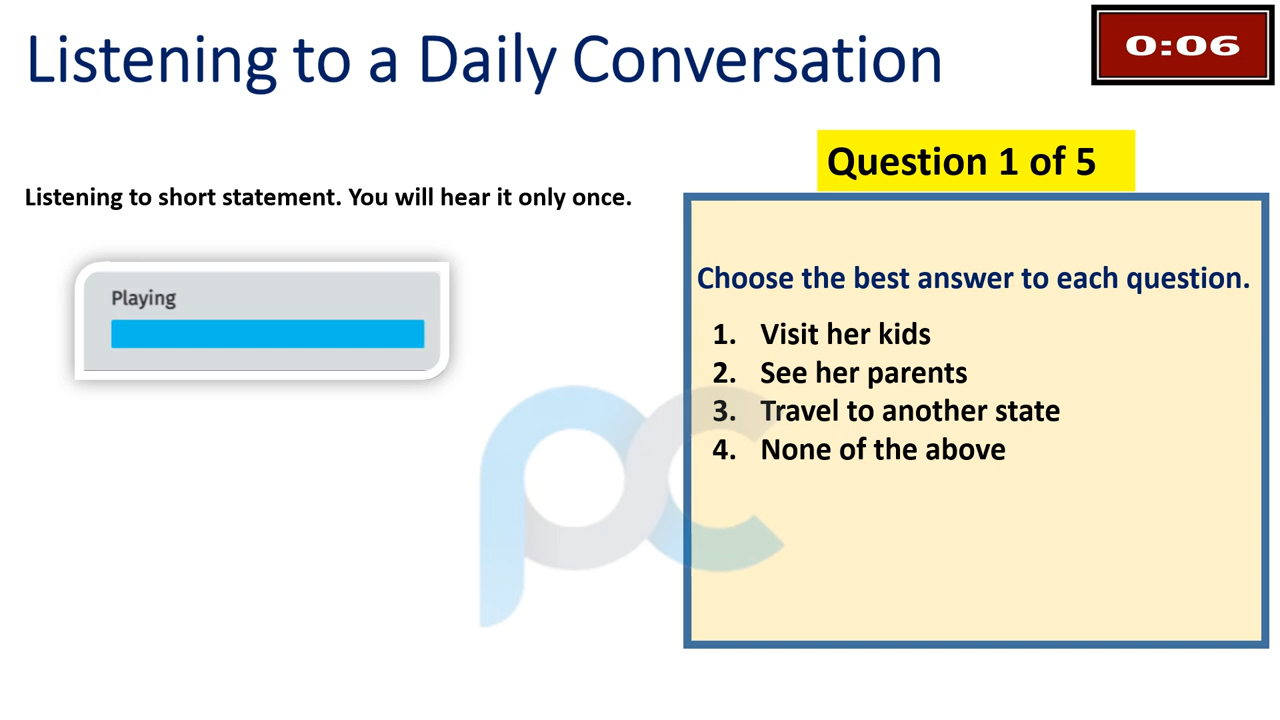 Listening to a Daily Conversation
0:06
Listening to short statement. You will hear it only once.
Playing
Question 1 of 5
Choose the best answer to each question.
1. Visit her kids
2. See her parents
3. Travel to another state
4. None of the above
pc